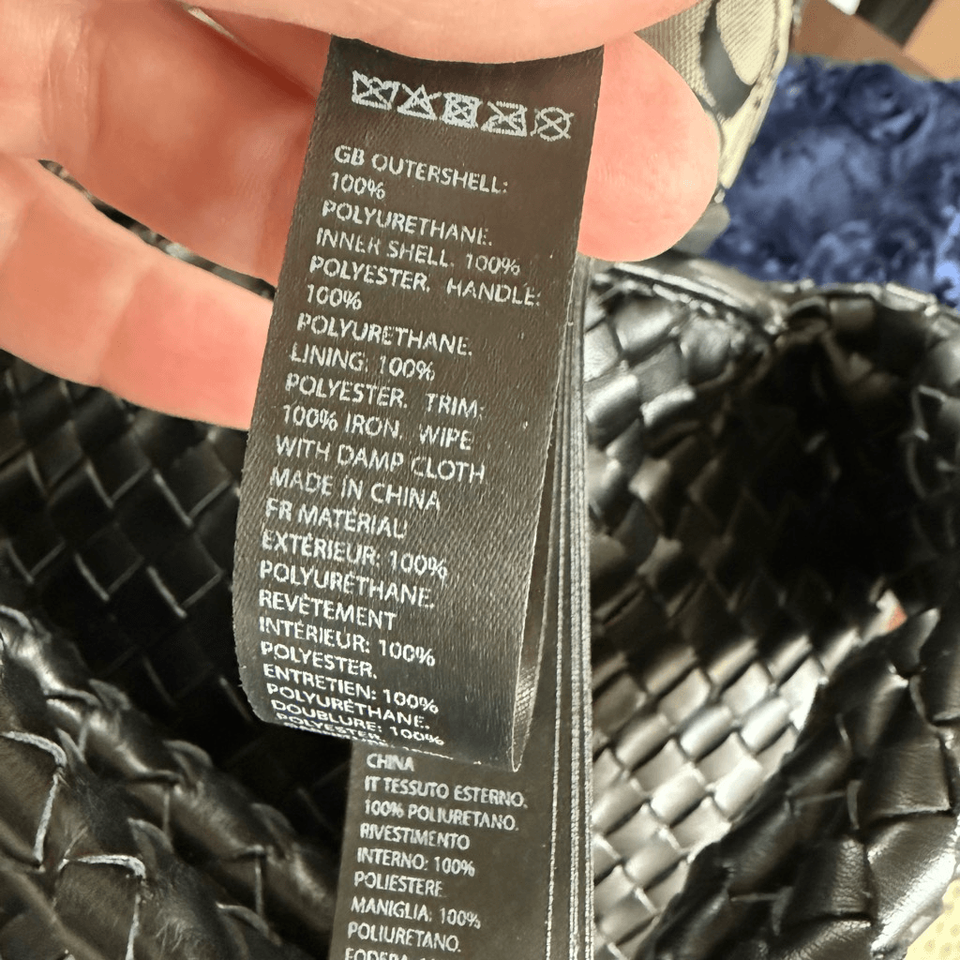 GB OUTERSHELL:
100%
POLYURETHANE.
INNER SHELL. 100%
POLYESTER. HANDLE:
100%
POLYURETHANE.
LINING: 100%
POLYESTER. TRIM:
100% IRON. WIPE
WITH DAMP CLOTH
MADE IN CHINA
FR MATÉRIAU
EXTÉRIEUR: 100%
POLYURÉTHANE.
REVÊTEMENT
INTÉRIEUR: 100%
POLYESTER.
ENTRETIEN: 100%
POLYURÉTHANE.
DOUBLURE: 100%
POLYESTER.
CHINA
IT TESSUTO ESTERNO.
100% POLIURETANO.
RIVESTIMENTO
INTERNO: 100%
POLIESTERE
MANIGLIA: 100%
POLIURETANO.